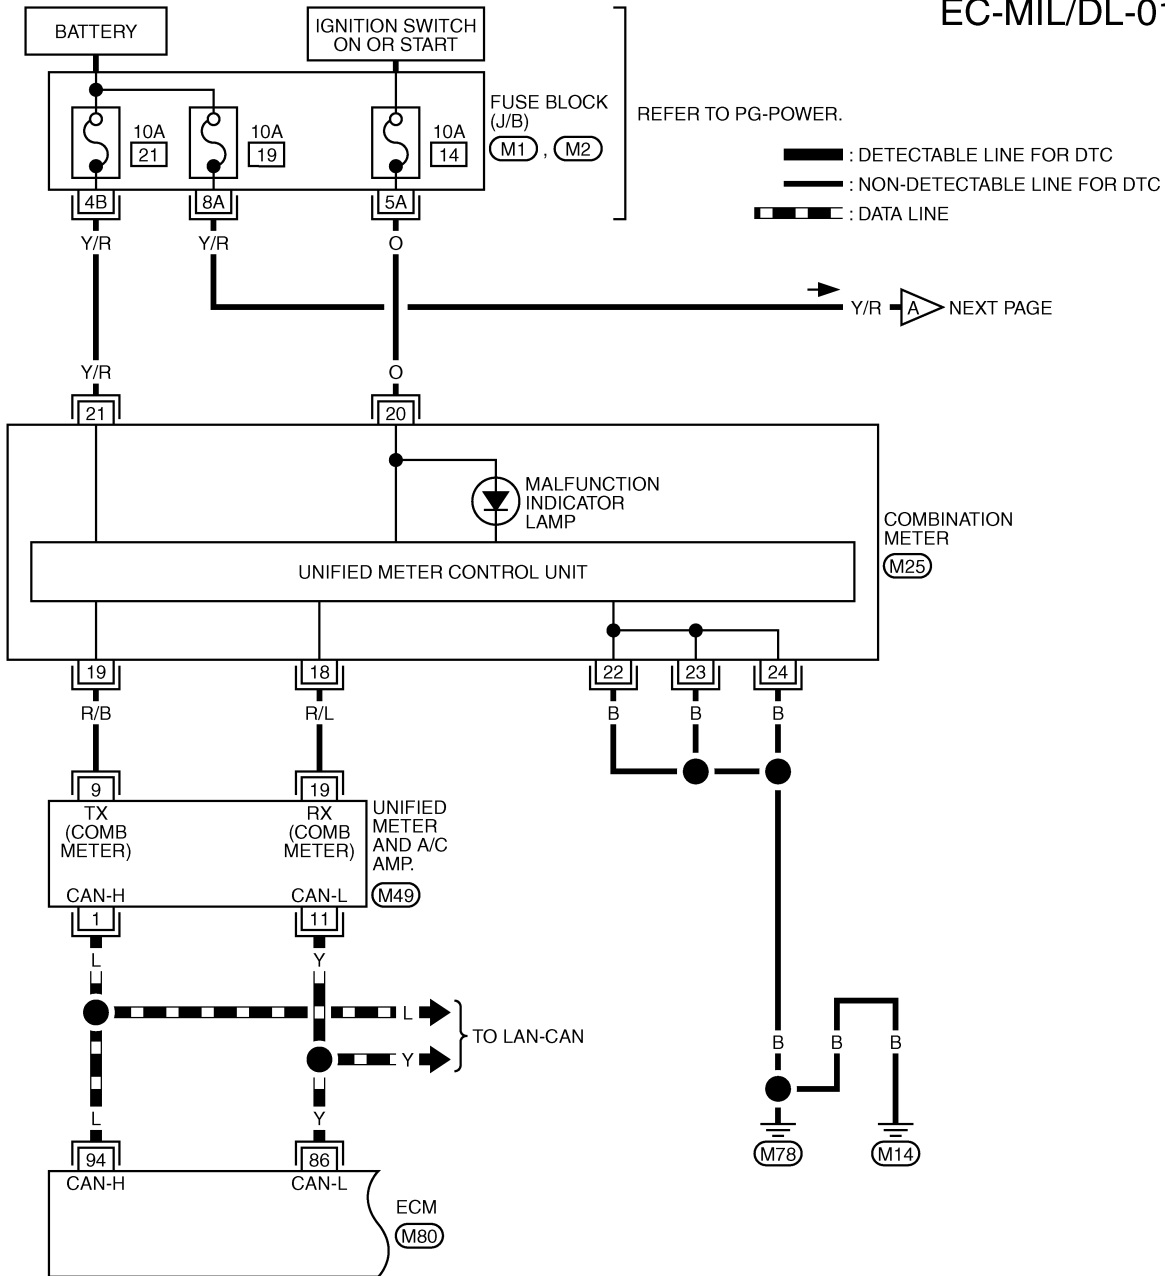 EC-MIL/DL-01
BATTERY
IGNITION SWITCH
ON OR START
FUSE BLOCK
(J/B)
M1 , M2
REFER TO PG-POWER.
10A
21
10A
19
10A
14
: DETECTABLE LINE FOR DTC
: NON-DETECTABLE LINE FOR DTC
: DATA LINE
4B
8A
5A
Y/R
Y/R
O
Y/R
A
NEXT PAGE
Y/R
O
21
20
MALFUNCTION
INDICATOR
LAMP
COMBINATION
METER
M25
UNIFIED METER CONTROL UNIT
19
18
22
23
24
R/B
R/L
B
B
B
9
19
TX
(COMB
METER)
RX
(COMB
METER)
UNIFIED
METER
AND A/C
AMP.
M49
CAN-H
CAN-L
1
11
L
Y
L
Y
TO LAN-CAN
B
B
B
L
Y
M78
M14
94
86
CAN-H
CAN-L
ECM
M80